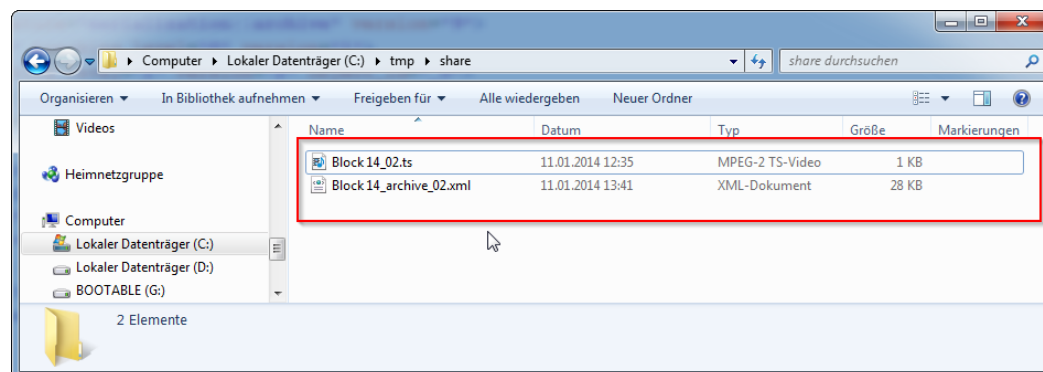 Computer Lokaler Datenträger (C:) tmp share share durchsuchen
Organisieren In Bibliothek aufnehmen Freigeben für Alle wiedergeben Neuer Ordner
Videos
Heimnetzgruppe
Computer
Lokaler Datenträger (C:)
Lokaler Datenträger (D:)
BOOTABLE (G:)
Name Datum Typ Größe Markierungen
Block 14_02.ts 11.01.2014 12:35 MPEG-2 TS-Video 1 KB
Block 14_archive_02.xml 11.01.2014 13:41 XML-Dokument 28 KB
2 Elemente